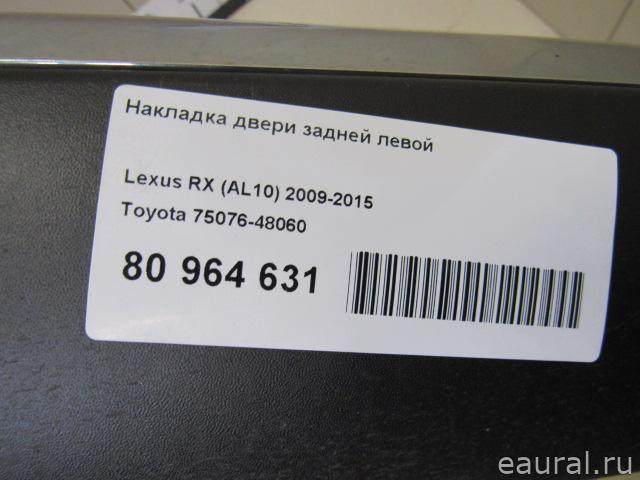 Накладка двери задней левой
Lexus RX (AL10) 2009-2015
Toyota 75076-48060
80 964 631
eaural.ru